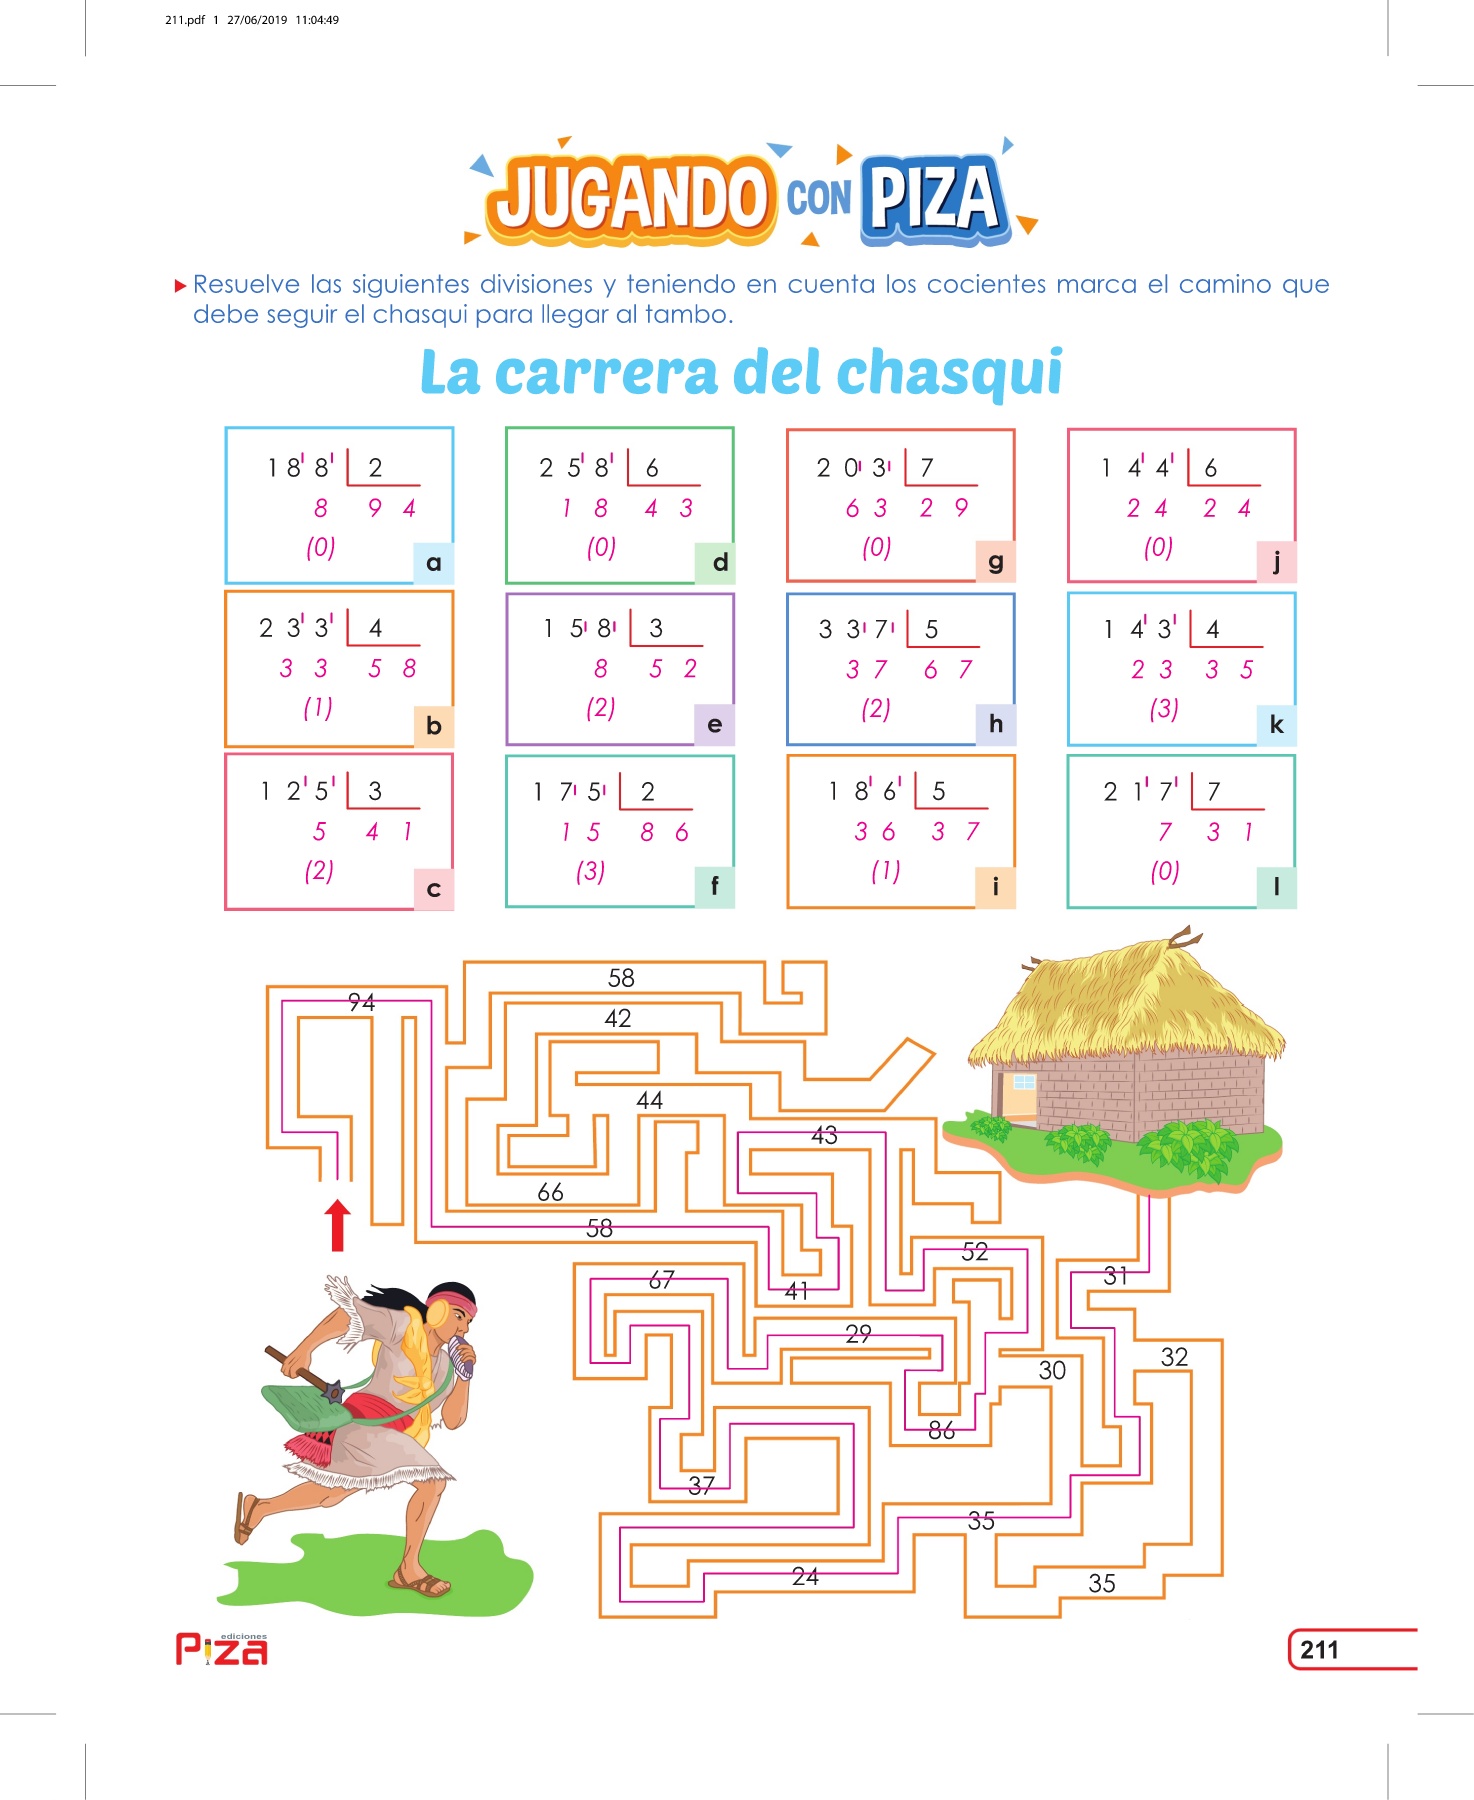 211.pdf 1 27/06/2019 11:04:49
JUGANDO CON PIZA
Resuelve las siguientes divisiones y teniendo en cuenta los cocientes marca el camino que
debe seguir el chasqui para llegar al tambo.
La carrera del chasqui
1 8' 8' 2
8 9 4
(0)
a
2 5' 8' 6
1 8 4 3
(0)
d
2 0' 3' 7
6 3 2 9
(0)
g
1 4' 4' 6
2 4 2 4
(0)
j
2 3' 3' 4
3 3 5 8
(1)
b
1 5' 8' 3
8 5 2
(2)
e
3 3' 7' 5
3 7 6 7
(2)
h
1 4' 3' 4
2 3 3 5
(3)
k
1 2' 5' 3
5 4 1
(2)
c
1 7' 5' 2
1 5 8 6
(3)
f
1 8' 6' 5
3 6 3 7
(1)
i
2 1' 7' 7
7 3 1
(0)
l
58
94
42
44
43
66
58
52
67
41
31
29
32
30
86
37
35
24
35
ediciones
Piza
211